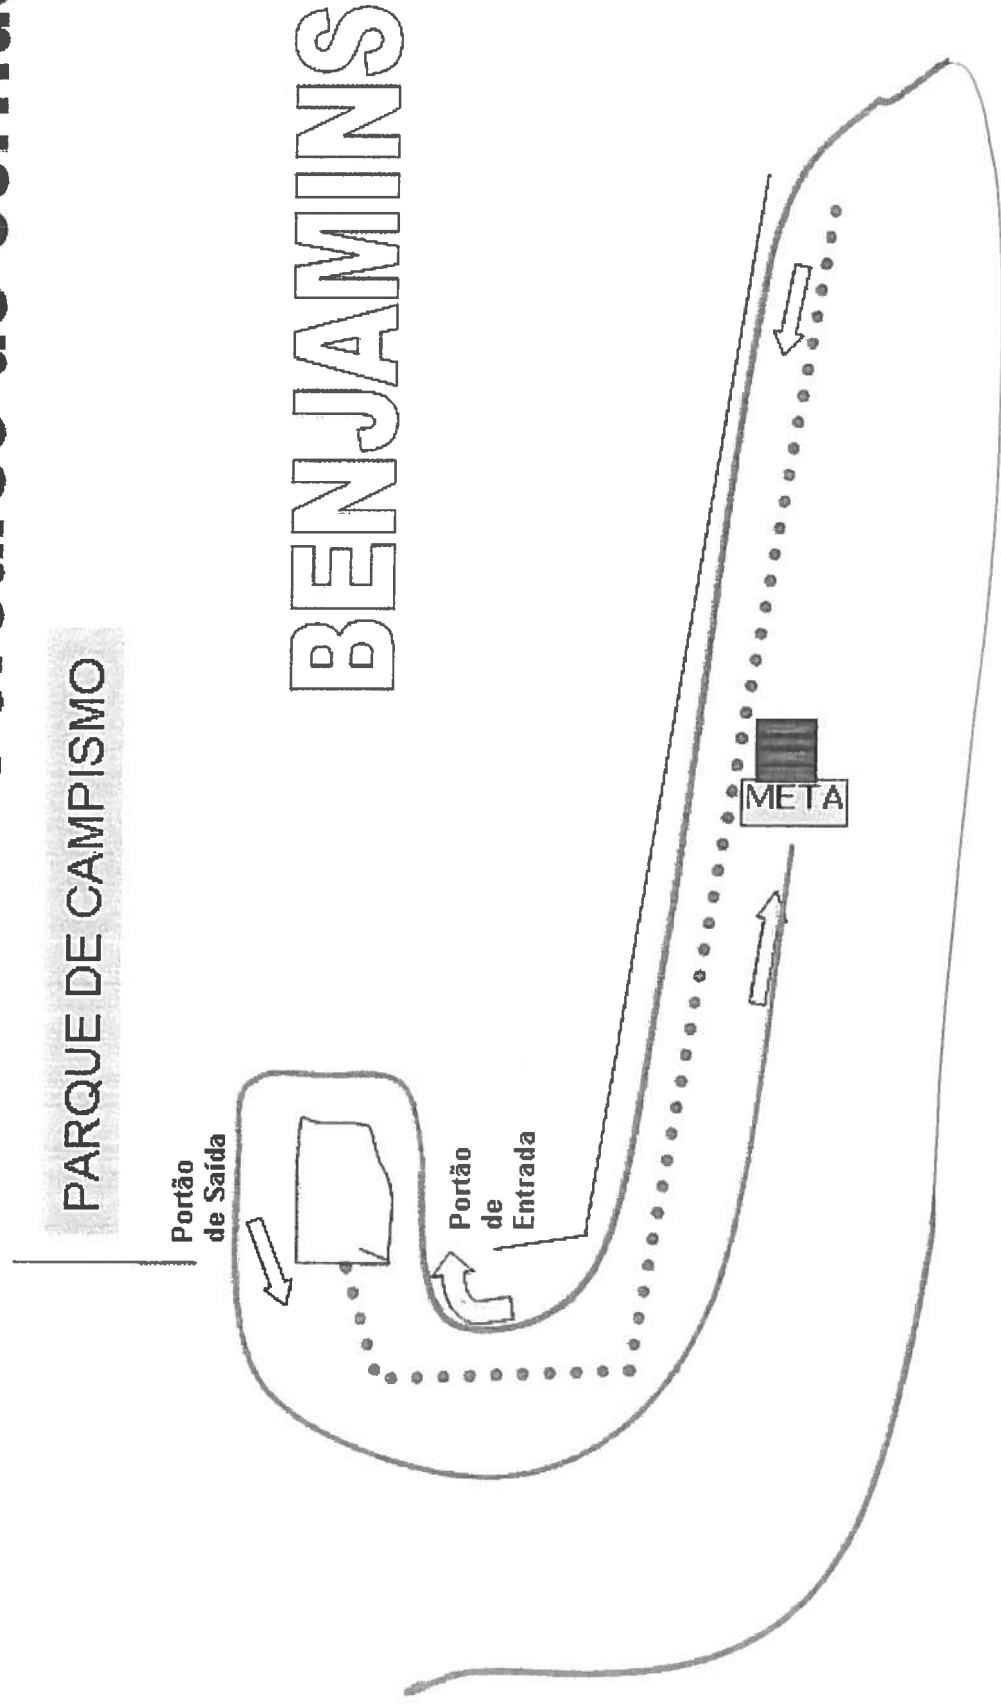 PARQUE DE CAMPISMO
BENJAMINS
Portão
de Saída
Portão
de
Entrada
META